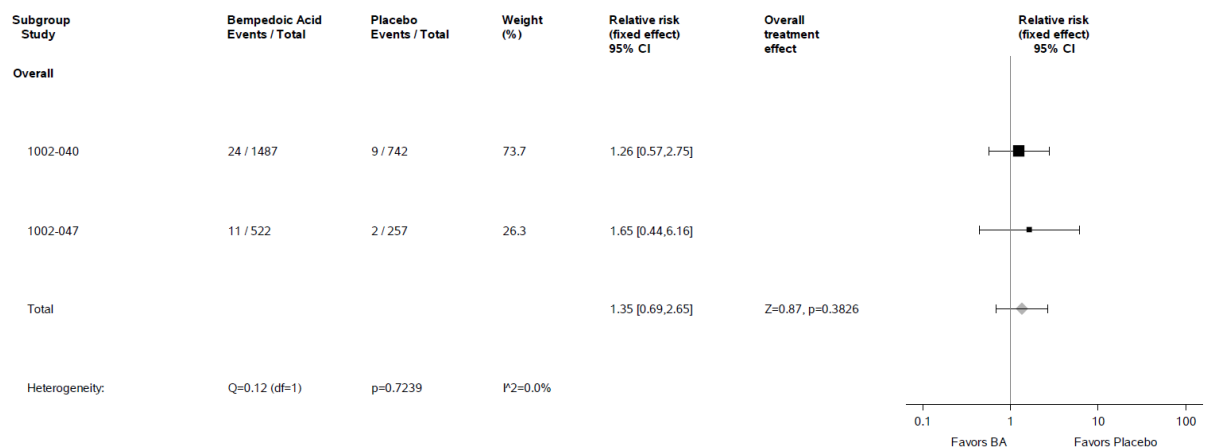 Subgroup Bempedoic Acid Placebo Weight Relative risk Overall Relative risk
Study Events / Total Events / Total (%) (fixed effect) treatment (fixed effect)
95% CI effect 95% CI
Overall
1002-040 24 / 1487 9 / 742 73.7 1.26 [0.57,2.75]
1002-047 11 / 522 2 / 257 26.3 1.65 [0.44,6.16]
Total 1.35 [0.69,2.65] Z=0.87, p=0.3826
Heterogeneity: Q=0.12 (df=1) p=0.7239 I^2=0.0%
0.1 1 10 100
Favors BA Favors Placebo